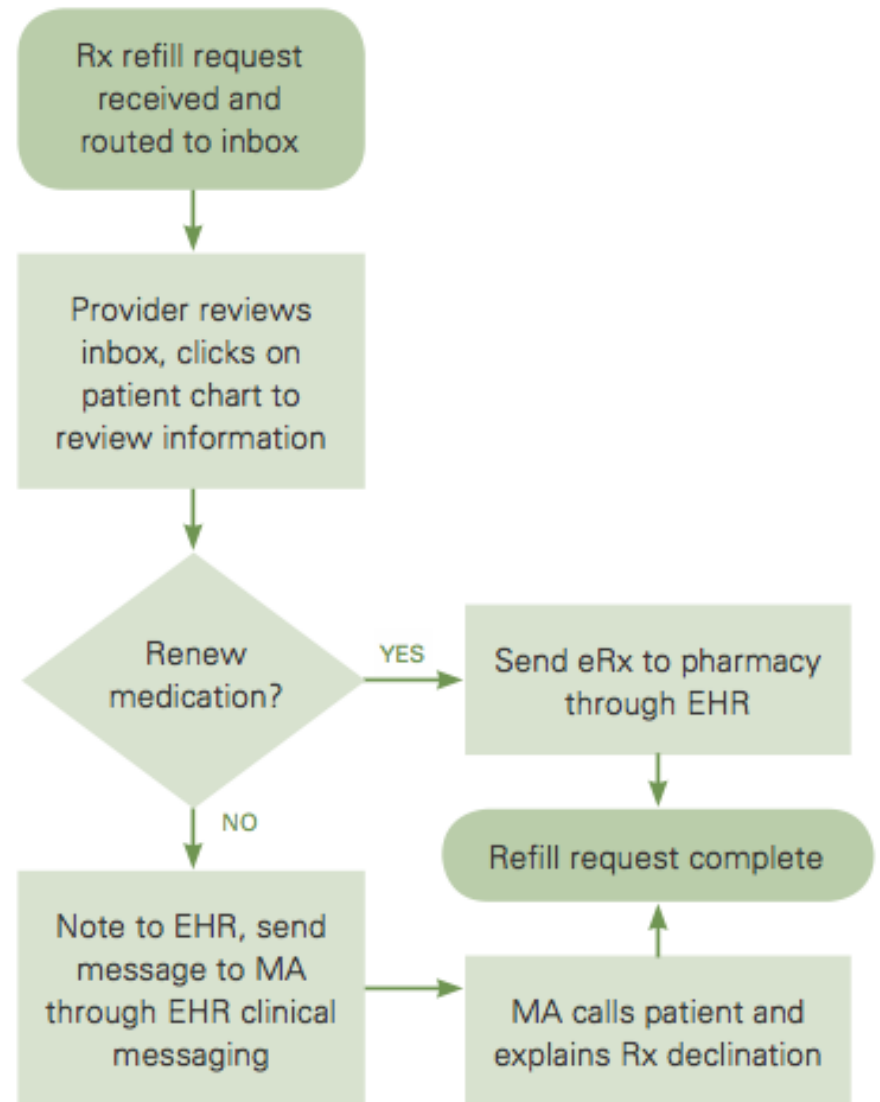 Rx refill request
received and
routed to inbox
Provider reviews
inbox, clicks on
patient chart to
review information
Renew
medication?
YES
Send eRx to pharmacy
through EHR
NO
Refill request complete
Note to EHR, send
message to MA
through EHR clinical
messaging
MA calls patient and
explains Rx declination